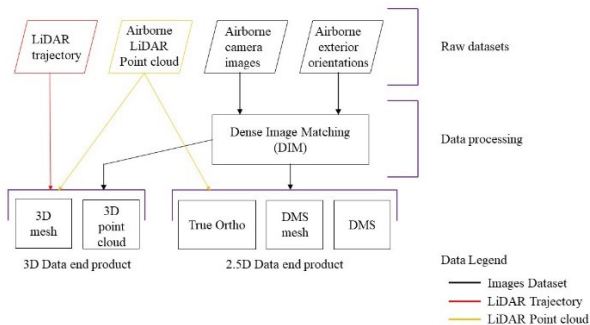 LiDAR
trajectory
Airborne
LiDAR
Point cloud
Airborne
camera
images
Airborne
exterior
orientations
Raw datasets
Dense Image Matching
(DIM)
Data processing
3D
mesh
3D
point
cloud
True Ortho
DMS
mesh
DMS
3D Data end product
2.5D Data end product
Data Legend
Images Dataset
LiDAR Trajectory
LiDAR Point cloud